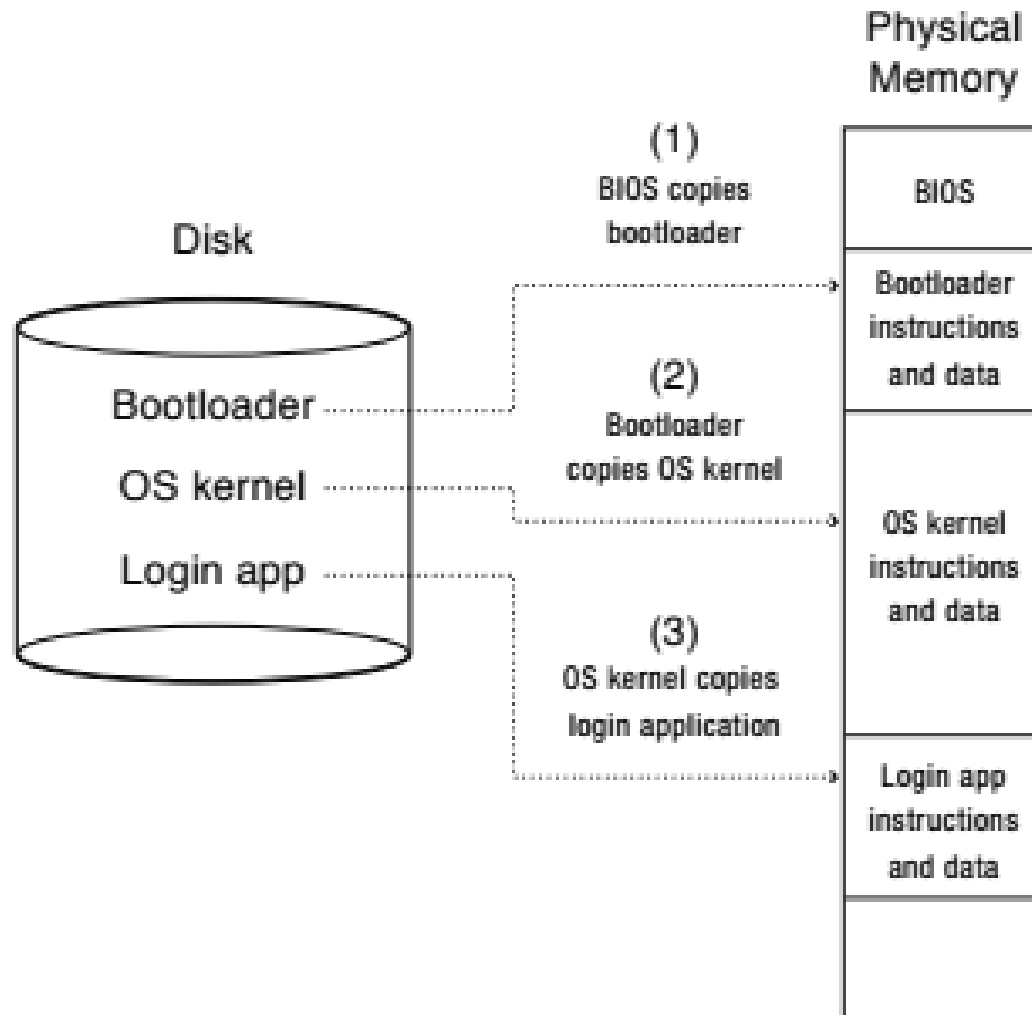 Physical
Memory
(1)
BIOS copies
bootloader
BIOS
Disk
Bootloader
instructions
and data
(2)
Bootloader
copies OS kernel
Bootloader
OS kernel
Login app
OS kernel
instructions
and data
(3)
OS kernel copies
login application
Login app
instructions
and data